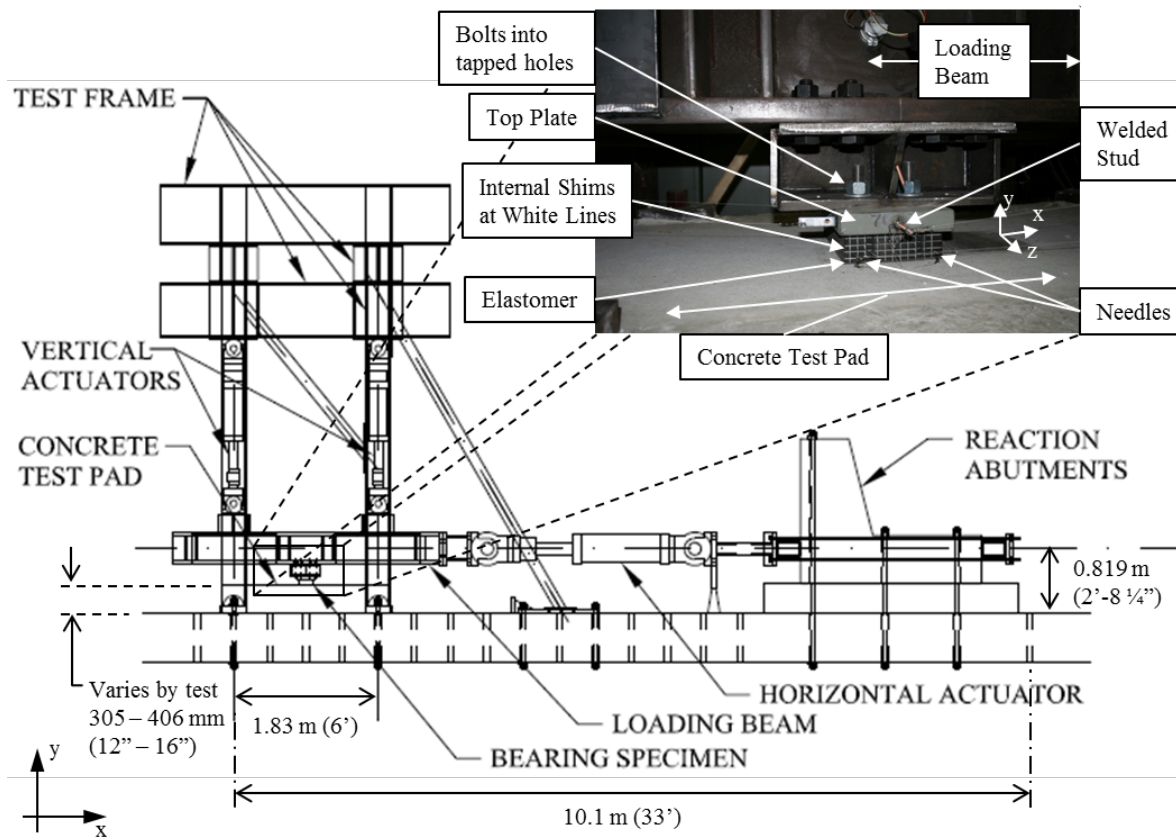 Bolts into
tapped holes
Loading
Beam
TEST FRAME
Top Plate
Welded
Stud
Internal Shims
at White Lines
y
x
z
Elastomer
Needles
Concrete Test Pad
VERTICAL
ACTUATORS
CONCRETE
TEST PAD
REACTION
ABUTMENTS
0.819 m
(2’-8 ¼”)
Varies by test
305 – 406 mm
(12” – 16”)
1.83 m (6’)
HORIZONTAL ACTUATOR
LOADING BEAM
BEARING SPECIMEN
y
x
10.1 m (33’)